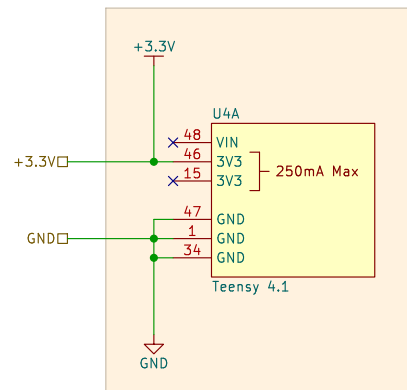 +3.3V
U4A
48 VIN
+3.3V 46 3V3
250mA Max
15 3V3
47 GND
GND 1 GND
34 GND
Teensy 4.1
GND